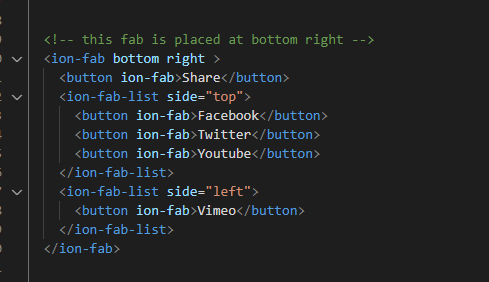 <!-- this fab is placed at bottom right -->
<ion-fab bottom right >
<button ion-fab>Share</button>
<ion-fab-list side="top">
<button ion-fab>Facebook</button>
<button ion-fab>Twitter</button>
<button ion-fab>Youtube</button>
</ion-fab-list>
<ion-fab-list side="left">
<button ion-fab>Vimeo</button>
</ion-fab-list>
</ion-fab>